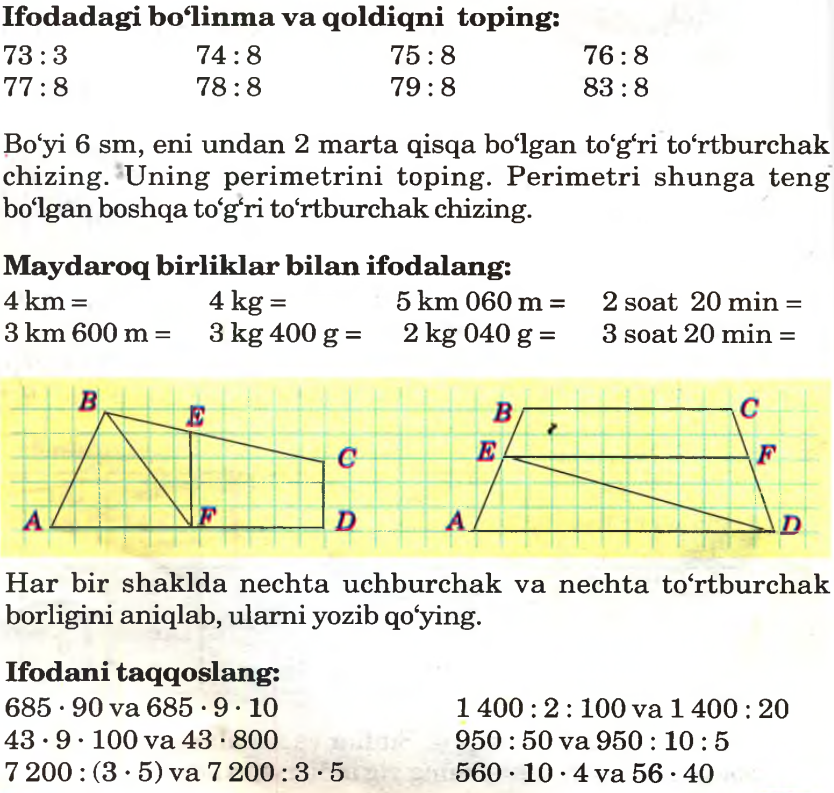 Ifodadagi bo‘linma va qoldiqni toping:
73 : 3 74 : 8 75 : 8 76 : 8
77 : 8 78 : 8 79 : 8 83 : 8
Bo‘yi 6 sm, eni undan 2 marta qisqa bo‘lgan to‘g‘ri to‘rtburchak
chizing. Uning perimetrini toping. Perimetri shunga teng
bo‘lgan boshqa to‘g‘ri to‘rtburchak chizing.
Maydaroq birliklar bilan ifodalang:
4 km = 4 kg = 5 km 060 m = 2 soat 20 min =
3 km 600 m = 3 kg 400 g = 2 kg 040 g = 3 soat 20 min =
B E C A F D
B C E F A D
Har bir shaklda nechta uchburchak va nechta to‘rtburchak
borligini aniqlab, ularni yozib qo‘ying.
Ifodani taqqoslang:
685 · 90 va 685 · 9 · 10 1 400 : 2 : 100 va 1 400 : 20
43 · 9 · 100 va 43 · 800 950 : 50 va 950 : 10 : 5
7 200 : (3 · 5) va 7 200 : 3 · 5 560 · 10 · 4 va 56 · 40